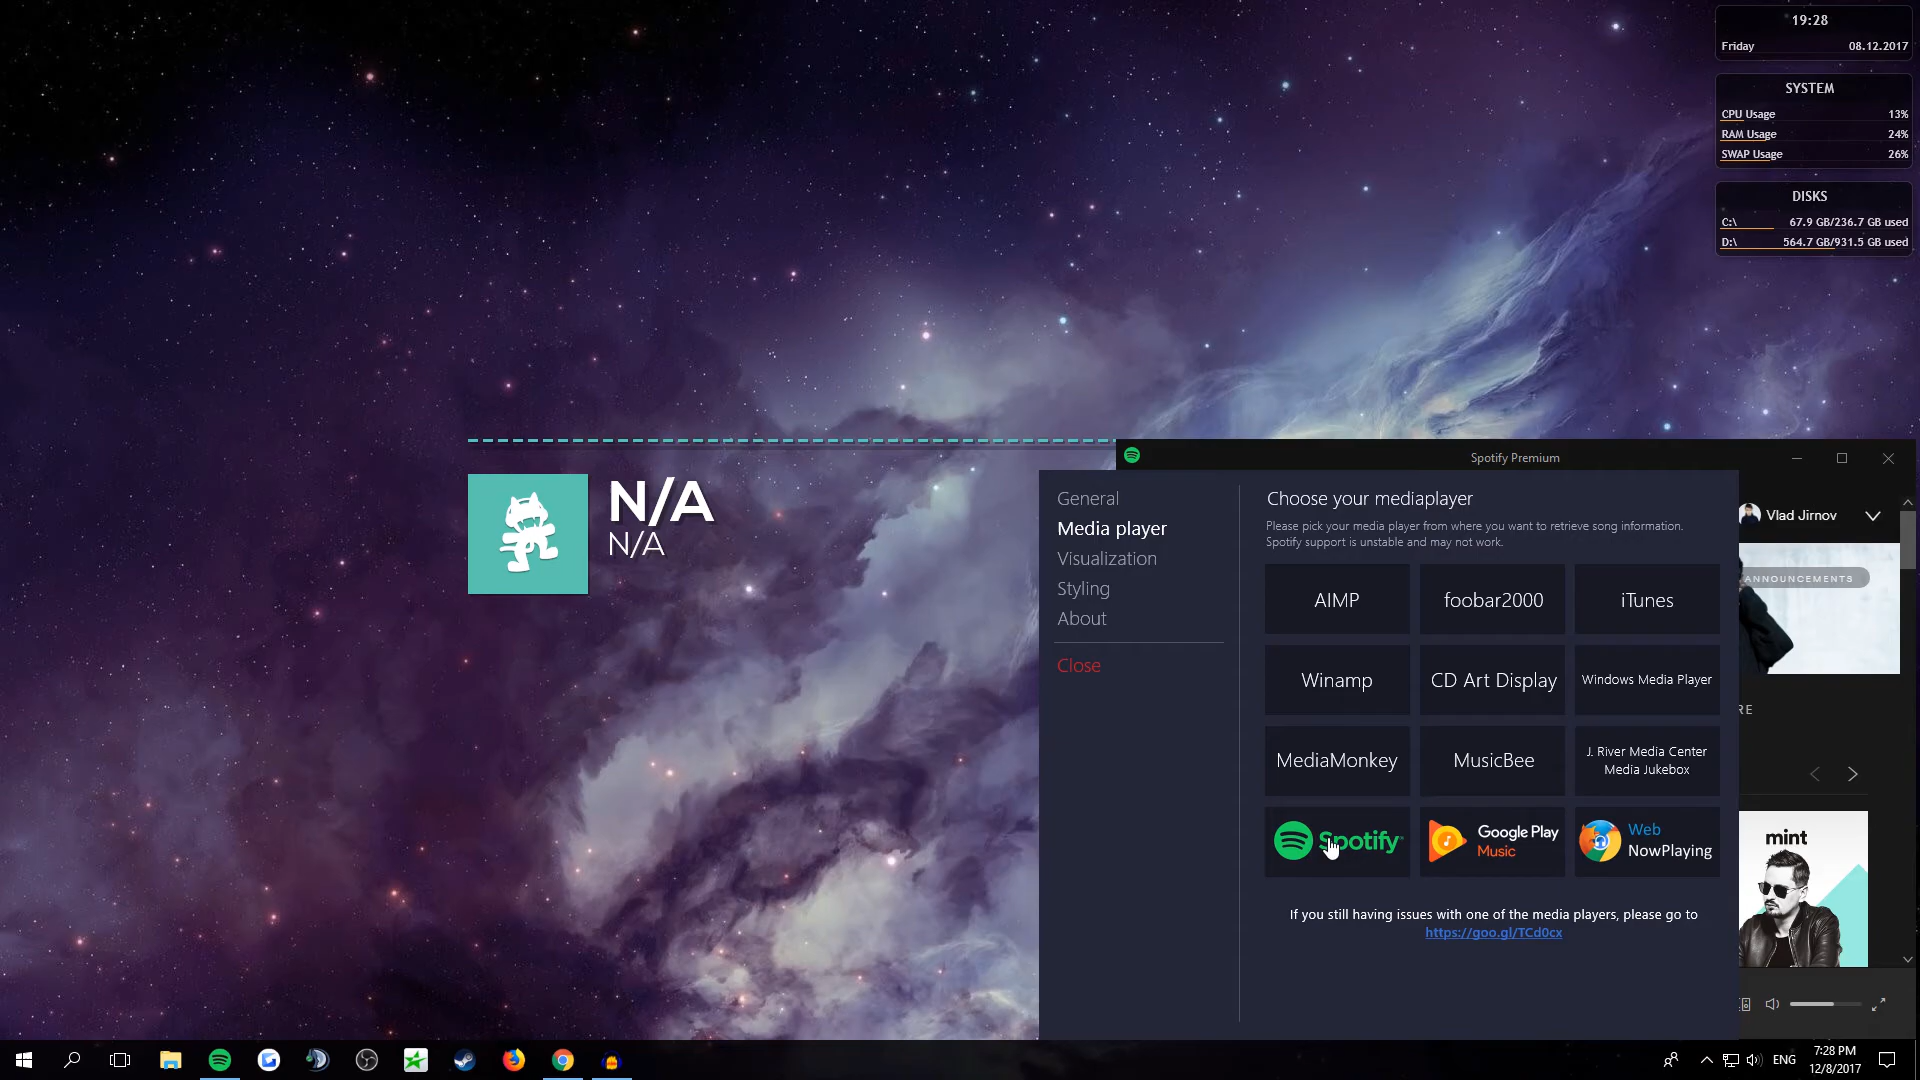 19:28
Friday 08.12.2017
SYSTEM
CPU Usage 13%
RAM Usage 24%
SWAP Usage 26%
DISKS
C:\ 67.9 GB/236.7 GB used
D:\ 564.7 GB/931.5 GB used
N/A
N/A
Spotify Premium
General
Media player
Visualization
Styling
About
Close
Choose your mediaplayer
Please pick your media player from where you want to retrieve song information.
Spotify support is unstable and may not work.
AIMP
foobar2000
iTunes
Winamp
CD Art Display
Windows Media Player
MediaMonkey
MusicBee
J. River Media Center
Media Jukebox
Spotify
Google Play
Music
Web
NowPlaying
If you still having issues with one of the media players, please go to
https://goo.gl/TCd0cx
Vlad Jirnov
ANNOUNCEMENTS
RE
mint
ENG
7:28 PM
12/8/2017